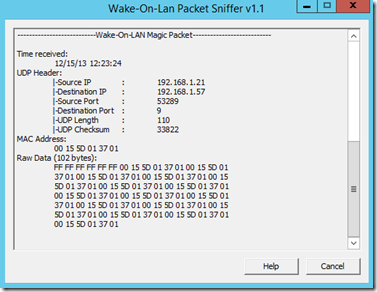 Wake-On-Lan Packet Sniffer v1.1
---------------------------Wake-On-LAN Magic Packet---------------------------
Time received:
12/15/13 12:23:24
UDP Header:
|-Source IP : 192.168.1.21
|-Destination IP : 192.168.1.57
|-Source Port : 53289
|-Destination Port : 9
|-UDP Length : 110
|-UDP Checksum : 33822
MAC Address:
00 15 5D 01 37 01
Raw Data (102 bytes):
FF FF FF FF FF FF 00 15 5D 01 37 01 00 15 5D 01
37 01 00 15 5D 01 37 01 00 15 5D 01 37 01 00 15
5D 01 37 01 00 15 5D 01 37 01 00 15 5D 01 37 01
00 15 5D 01 37 01 00 15 5D 01 37 01 00 15 5D 01
37 01 00 15 5D 01 37 01 00 15 5D 01 37 01 00 15
5D 01 37 01 00 15 5D 01 37 01 00 15 5D 01 37 01
00 15 5D 01 37 01
Help Cancel